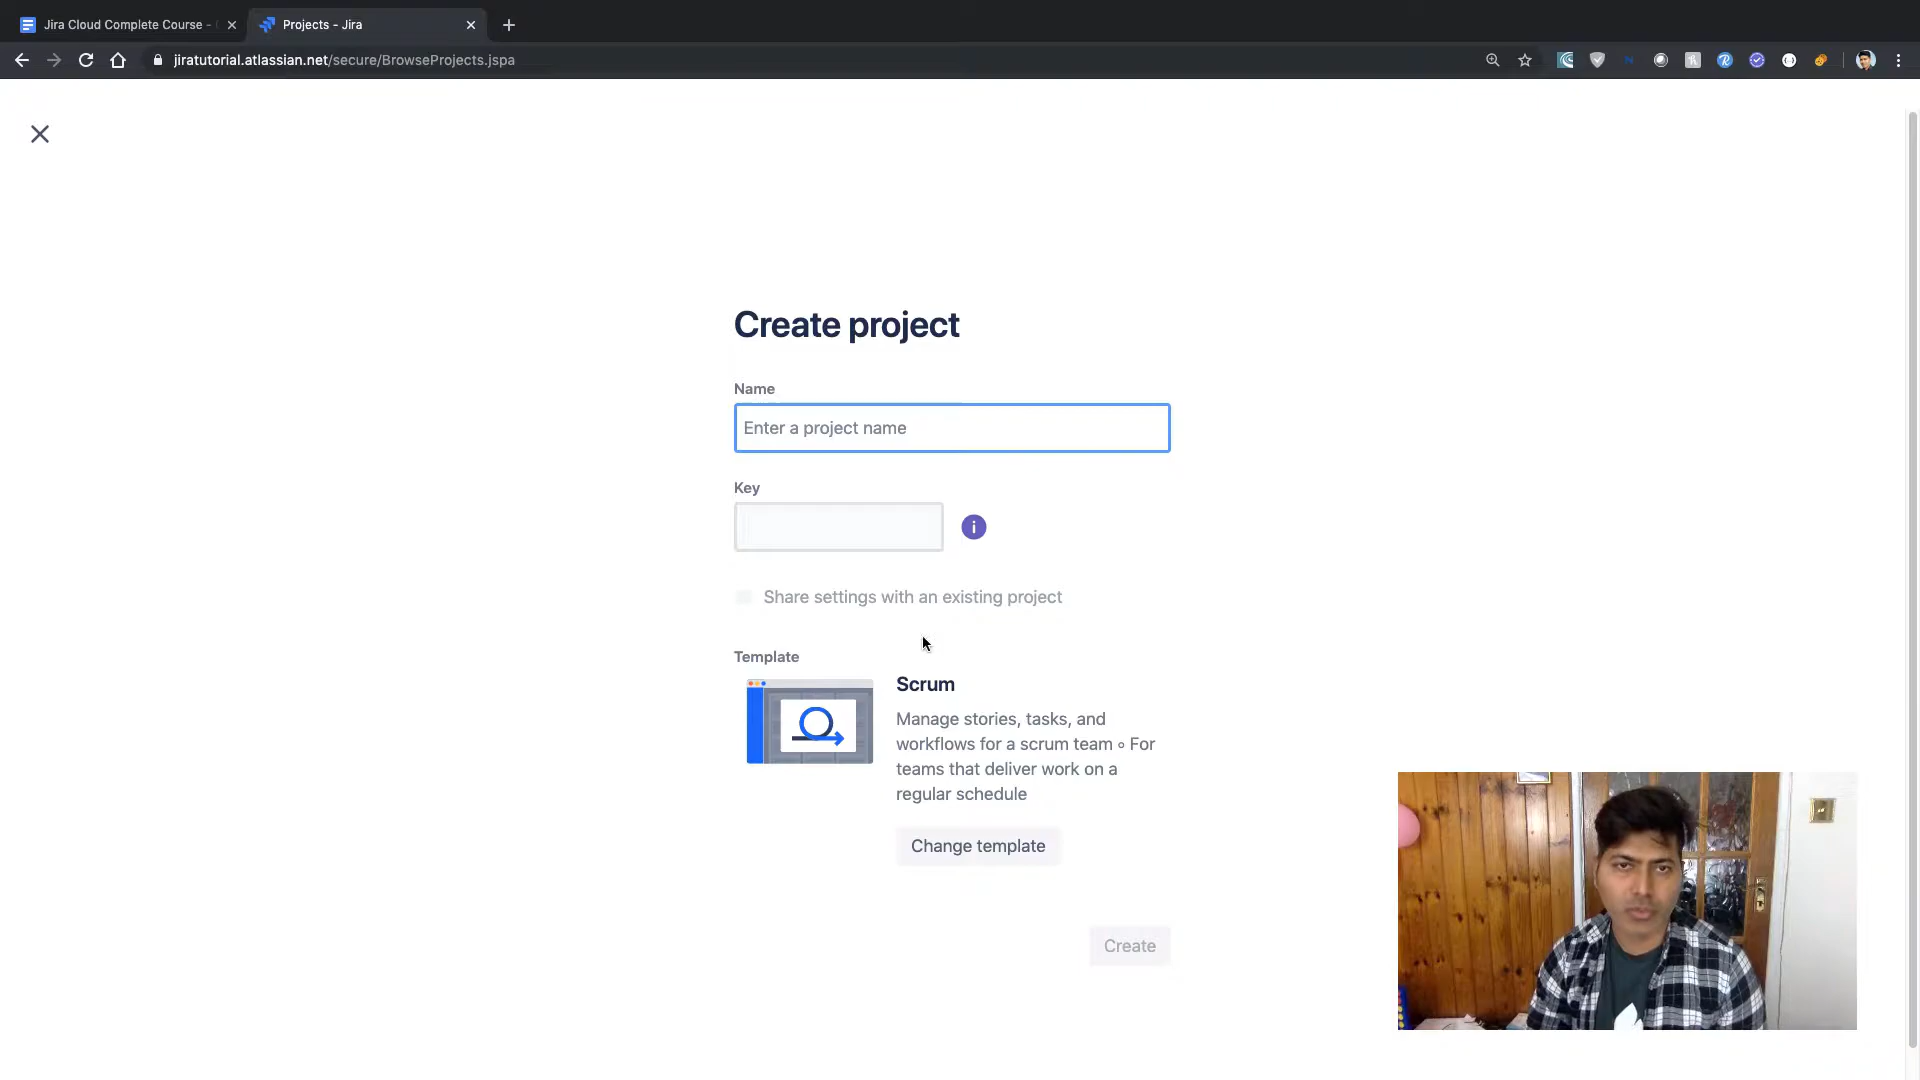 Jira Cloud Complete Course -
Projects - Jira
jiratutorial.atlassian.net/secure/BrowseProjects.jspa
Create project
Name
Enter a project name
Key
i
Share settings with an existing project
Template
Scrum
Manage stories, tasks, and
workflows for a scrum team ∘ For
teams that deliver work on a
regular schedule
Change template
Create